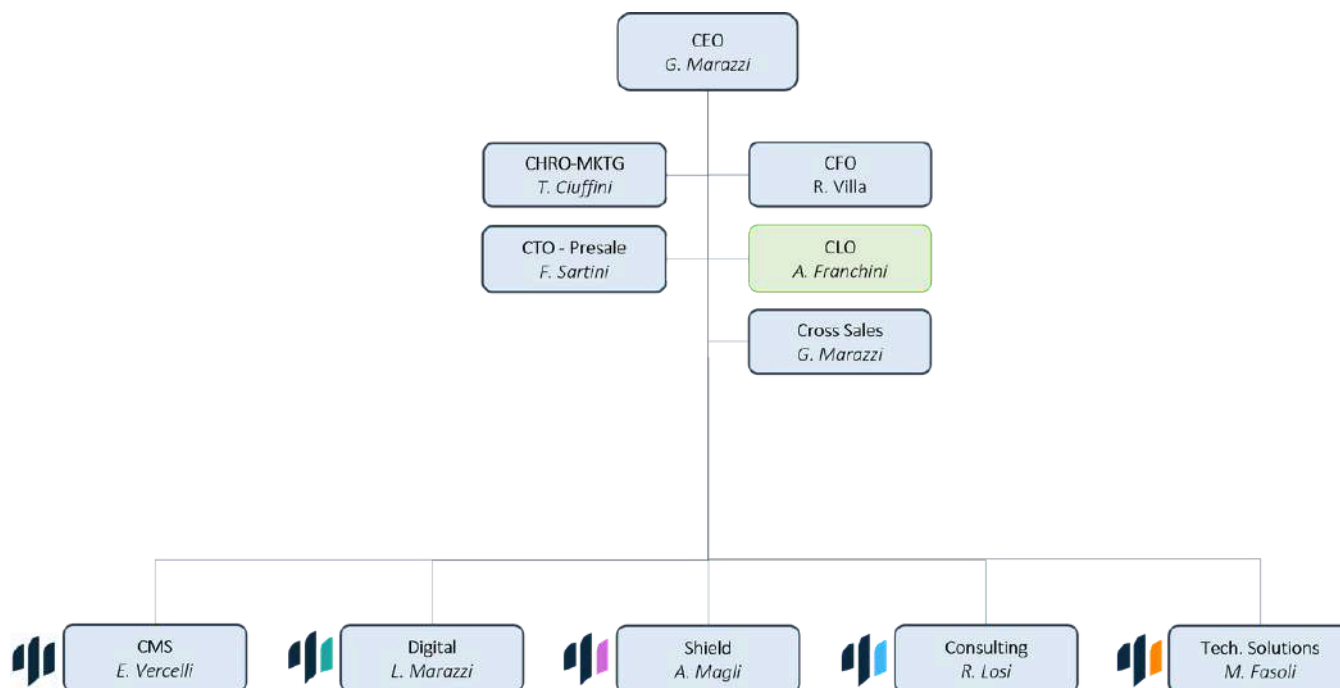 CEO
G. Marazzi
CHRO-MKTG
T. Ciuffini
CFO
R. Villa
CTO - Presale
F. Sartini
CLO
A. Franchini
Cross Sales
G. Marazzi
CMS
E. Vercelli
Digital
L. Marazzi
Shield
A. Magli
Consulting
R. Losi
Tech. Solutions
M. Fasoli